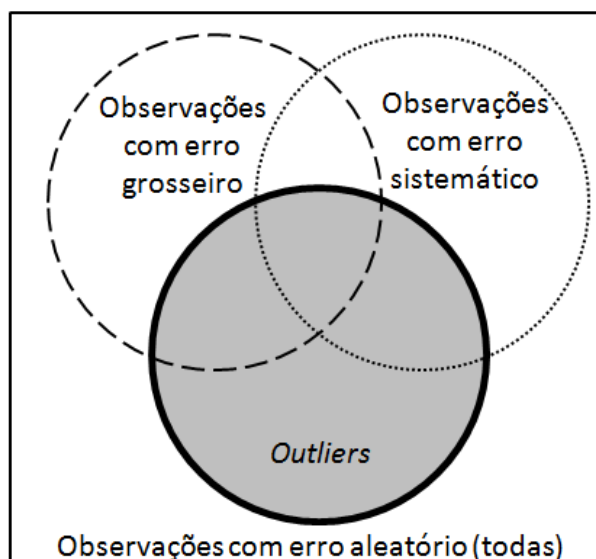 Observações
com erro
grosseiro
Observações
com erro
sistemático
Outliers
Observações com erro aleatório (todas)